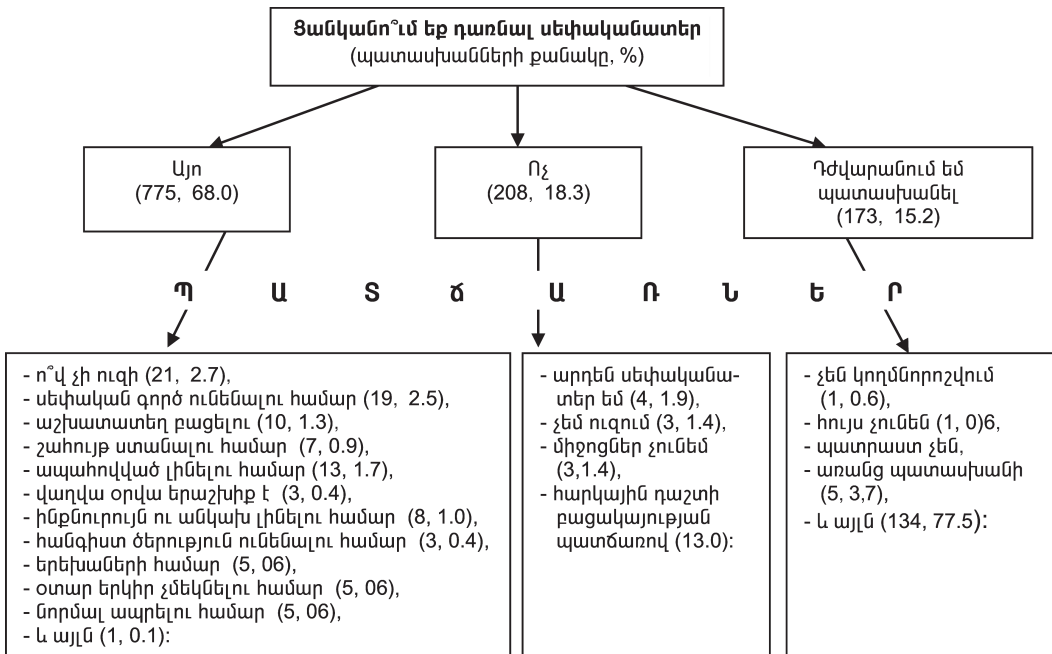 Ցանկանո՞ւմ եք դառնալ սեփականատեր
(պատասխանների քանակը, %)
Այո
(775, 68.0)
Ոչ
(208, 18.3)
Դժվարանում եմ
պատասխանել
(173, 15.2)
Պ Ա Տ Ճ Ա Ռ Ն Ե Ր
- ո՞վ չի ուզի (21, 2.7),
- սեփական գործ ունենալու համար (19, 2.5),
- աշխատատեղ բացելու (10, 1.3),
- շահույթ ստանալու համար (7, 0.9),
- ապահովված լինելու համար (13, 1.7),
- վաղվա օրվա երաշխիք է (3, 0.4),
- ինքնուրույն ու անկախ լինելու համար (8, 1.0),
- հանգիստ ծերություն ունենալու համար (3, 0.4),
- երեխաների համար (5, 06),
- օտար երկիր չմեկնելու համար (5, 06),
- նորմալ ապրելու համար (5, 06),
- և այլն (1, 0.1):
- արդեն սեփականա-
տեր եմ (4, 1.9),
- չեմ ուզում (3, 1.4),
- միջոցներ չունեմ
(3,1.4),
- հարկային դաշտի
բացակայության
պատճառով (13.0):
- չեն կողմնորոշվում
(1, 0.6),
- հույս չունեն (1, 0)6,
- պատրաստ չեն,
- առանց պատասխանի
(5, 3,7),
- և այլն (134, 77.5):